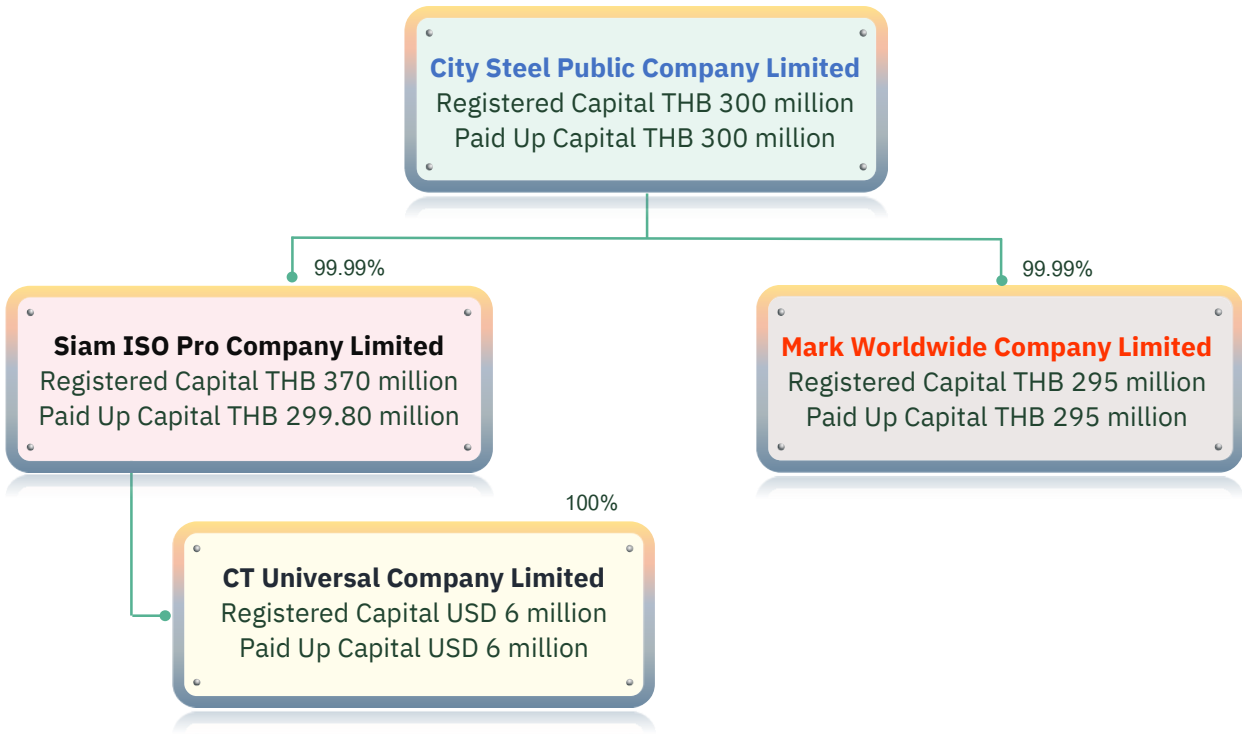 City Steel Public Company Limited
Registered Capital THB 300 million
Paid Up Capital THB 300 million
99.99%
99.99%
Siam ISO Pro Company Limited
Registered Capital THB 370 million
Paid Up Capital THB 299.80 million
Mark Worldwide Company Limited
Registered Capital THB 295 million
Paid Up Capital THB 295 million
100%
CT Universal Company Limited
Registered Capital USD 6 million
Paid Up Capital USD 6 million